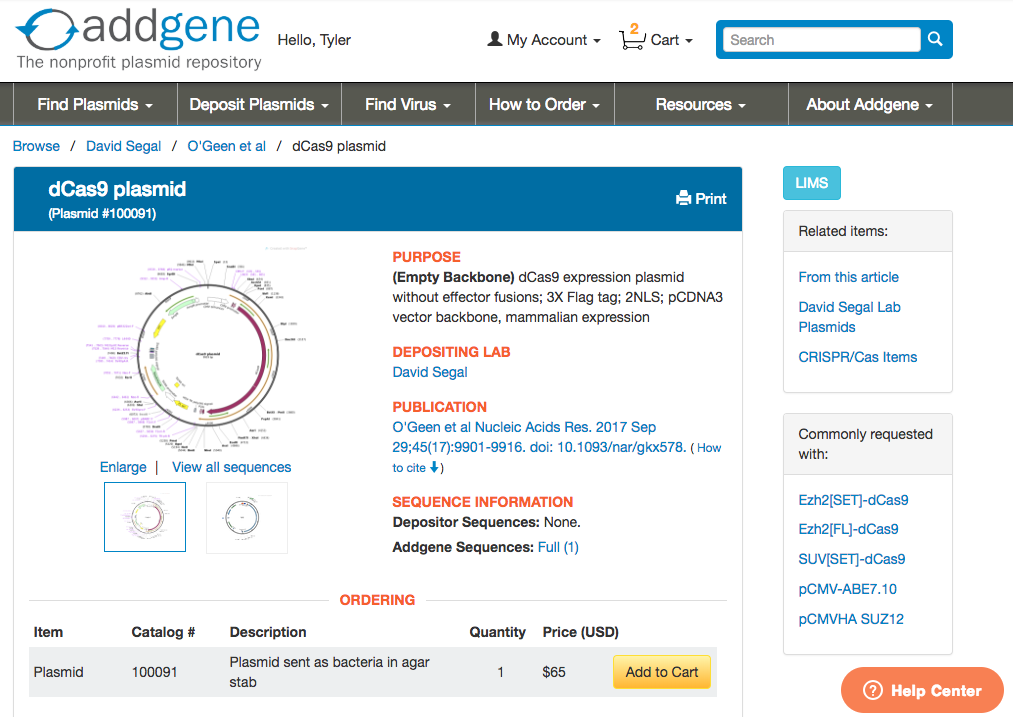 addgene
The nonprofit plasmid repository
Hello, Tyler
My Account
2
Cart
Search
Find Plasmids
Deposit Plasmids
Find Virus
How to Order
Resources
About Addgene
Browse / David Segal / O'Geen et al / dCas9 plasmid
dCas9 plasmid
(Plasmid #100091)
Print
Enlarge | View all sequences
PURPOSE
(Empty Backbone) dCas9 expression plasmid
without effector fusions; 3X Flag tag; 2NLS; pCDNA3
vector backbone, mammalian expression
DEPOSITING LAB
David Segal
PUBLICATION
O'Geen et al Nucleic Acids Res. 2017 Sep
29;45(17):9901-9916. doi: 10.1093/nar/gkx578. ( How
to cite )
SEQUENCE INFORMATION
Depositor Sequences: None.
Addgene Sequences: Full (1)
ORDERING
Item Catalog # Description Quantity Price (USD)
Plasmid 100091 Plasmid sent as bacteria in agar
stab 1 $65 Add to Cart
LIMS
Related items:
From this article
David Segal Lab
Plasmids
CRISPR/Cas Items
Commonly requested
with:
Ezh2[SET]-dCas9
Ezh2[FL]-dCas9
SUV[SET]-dCas9
pCMV-ABE7.10
pCMVHA SUZ12
Help Center